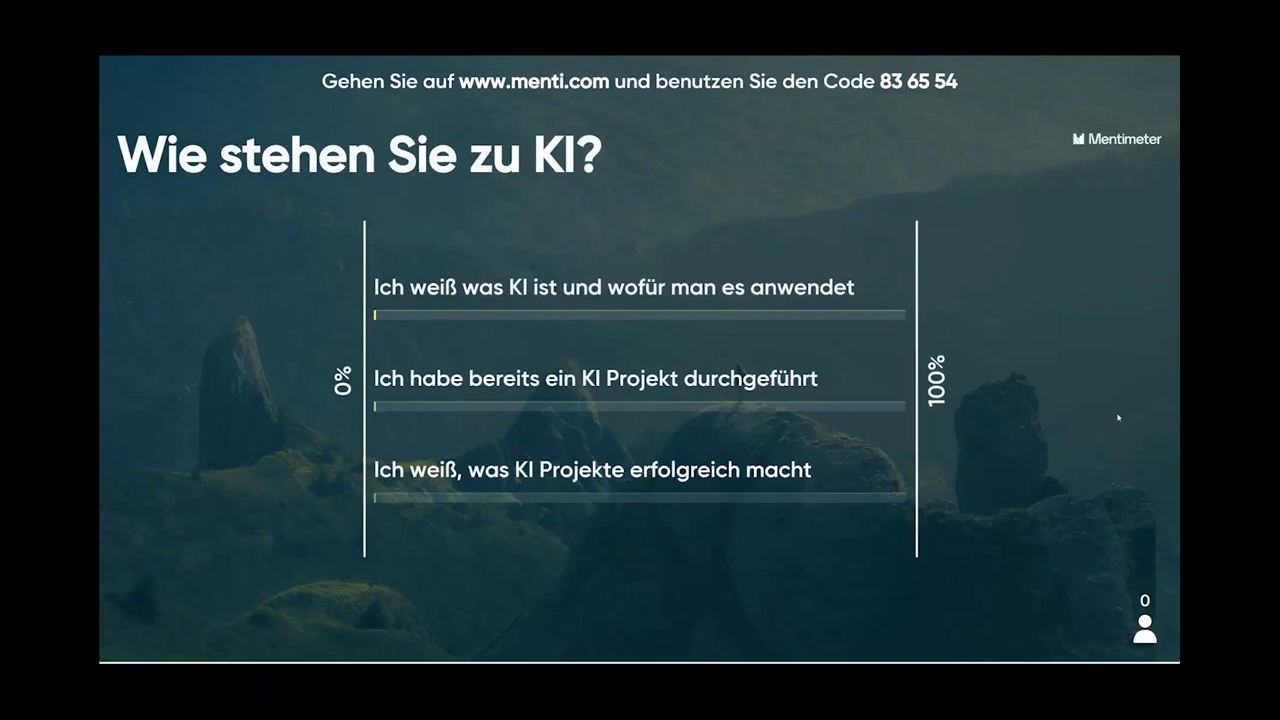 Gehen Sie auf www.menti.com und benutzen Sie den Code 83 65 54
Wie stehen Sie zu KI?
Mentimeter
Ich weiß was KI ist und wofür man es anwendet
0%
Ich habe bereits ein KI Projekt durchgeführt
100%
Ich weiß, was KI Projekte erfolgreich macht
0